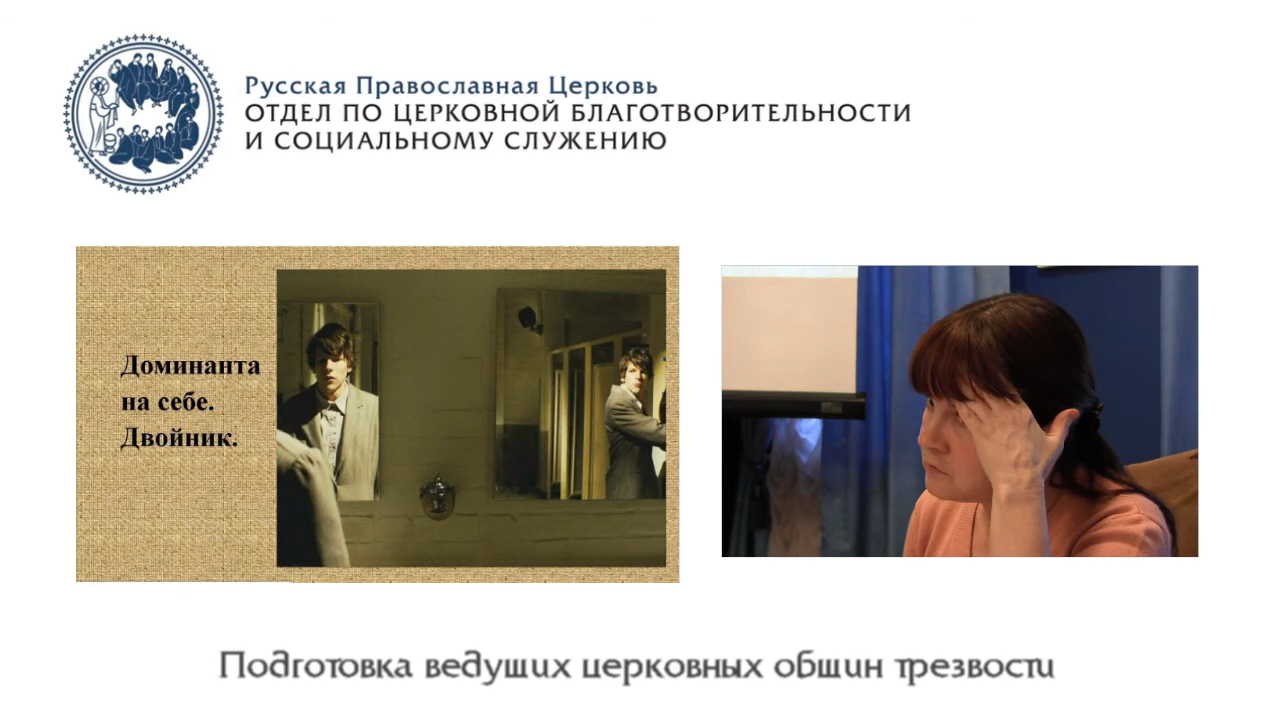 Русская Православная Церковь
ОТДЕЛ ПО ЦЕРКОВНОЙ БЛАГОТВОРИТЕЛЬНОСТИ
И СОЦИАЛЬНОМУ СЛУЖЕНИЮ
Доминанта
на себе.
Двойник.
Подготовка ведущих церковных общин трезвости